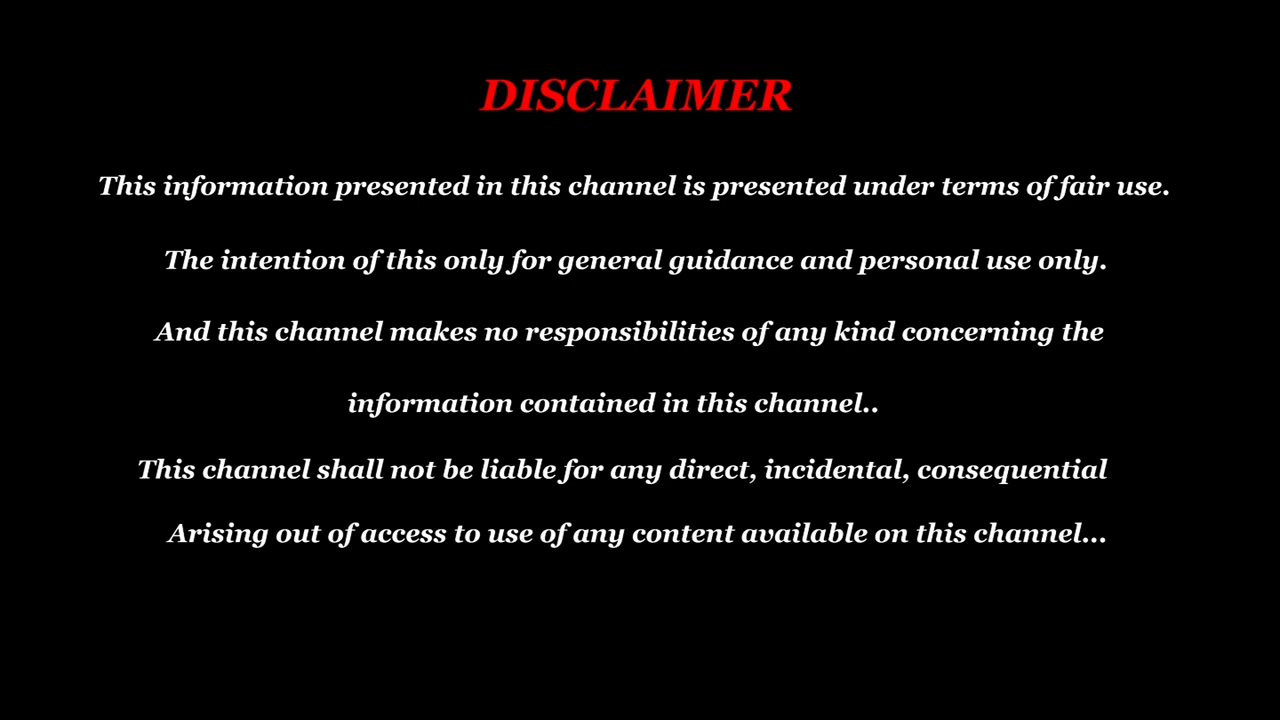 DISCLAIMER
This information presented in this channel is presented under terms of fair use.
The intention of this only for general guidance and personal use only.
And this channel makes no responsibilities of any kind concerning the
information contained in this channel..
This channel shall not be liable for any direct, incidental, consequential
Arising out of access to use of any content available on this channel...